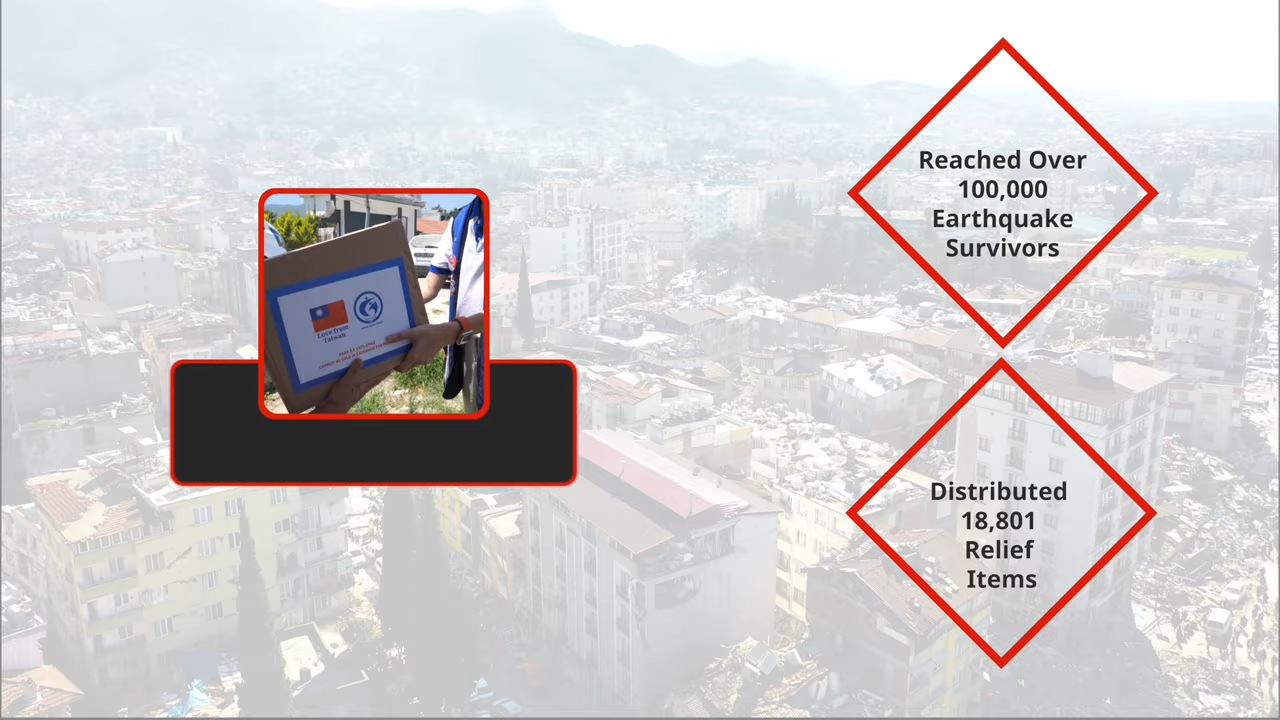 Love from
Taiwan
Reached Over
100,000
Earthquake
Survivors
Distributed
18,801
Relief
Items